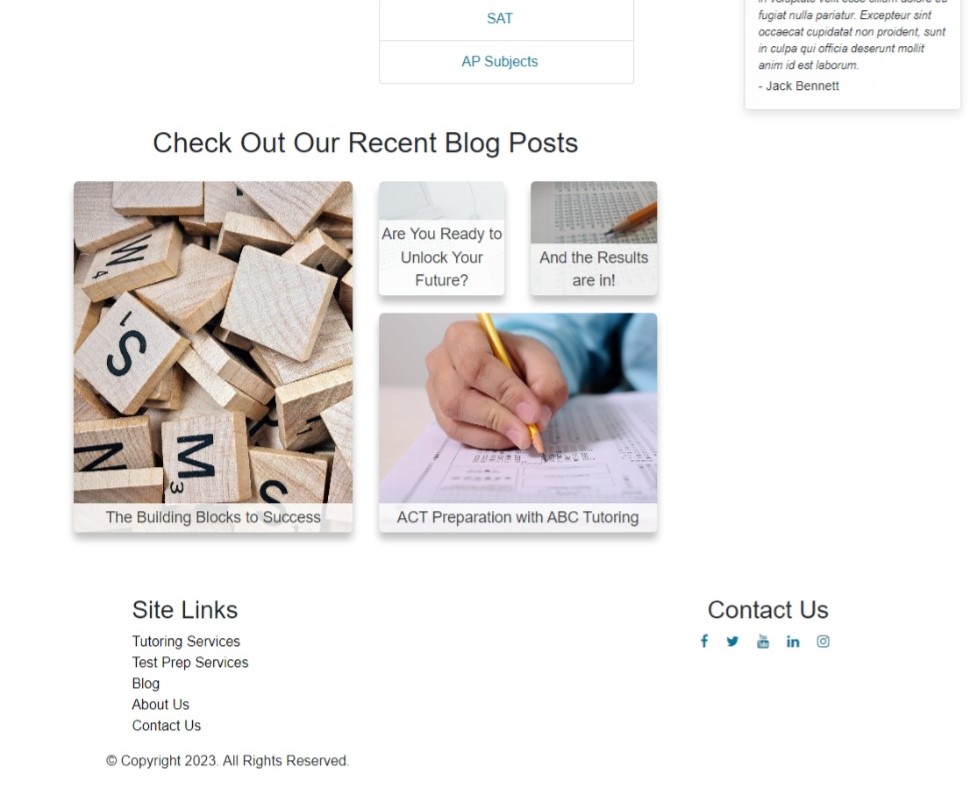 SAT
AP Subjects
fugiat nulla pariatur. Excepteur sint
occaecat cupidatat non proident, sunt
in culpa qui officia deserunt mollit
anim id est laborum.
- Jack Bennett
Check Out Our Recent Blog Posts
W
4
S
1
N
M
3
S
The Building Blocks to Success
Are You Ready to
Unlock Your
Future?
And the Results
are in!
ACT Preparation with ABC Tutoring
Site Links
Tutoring Services
Test Prep Services
Blog
About Us
Contact Us
Contact Us
© Copyright 2023. All Rights Reserved.